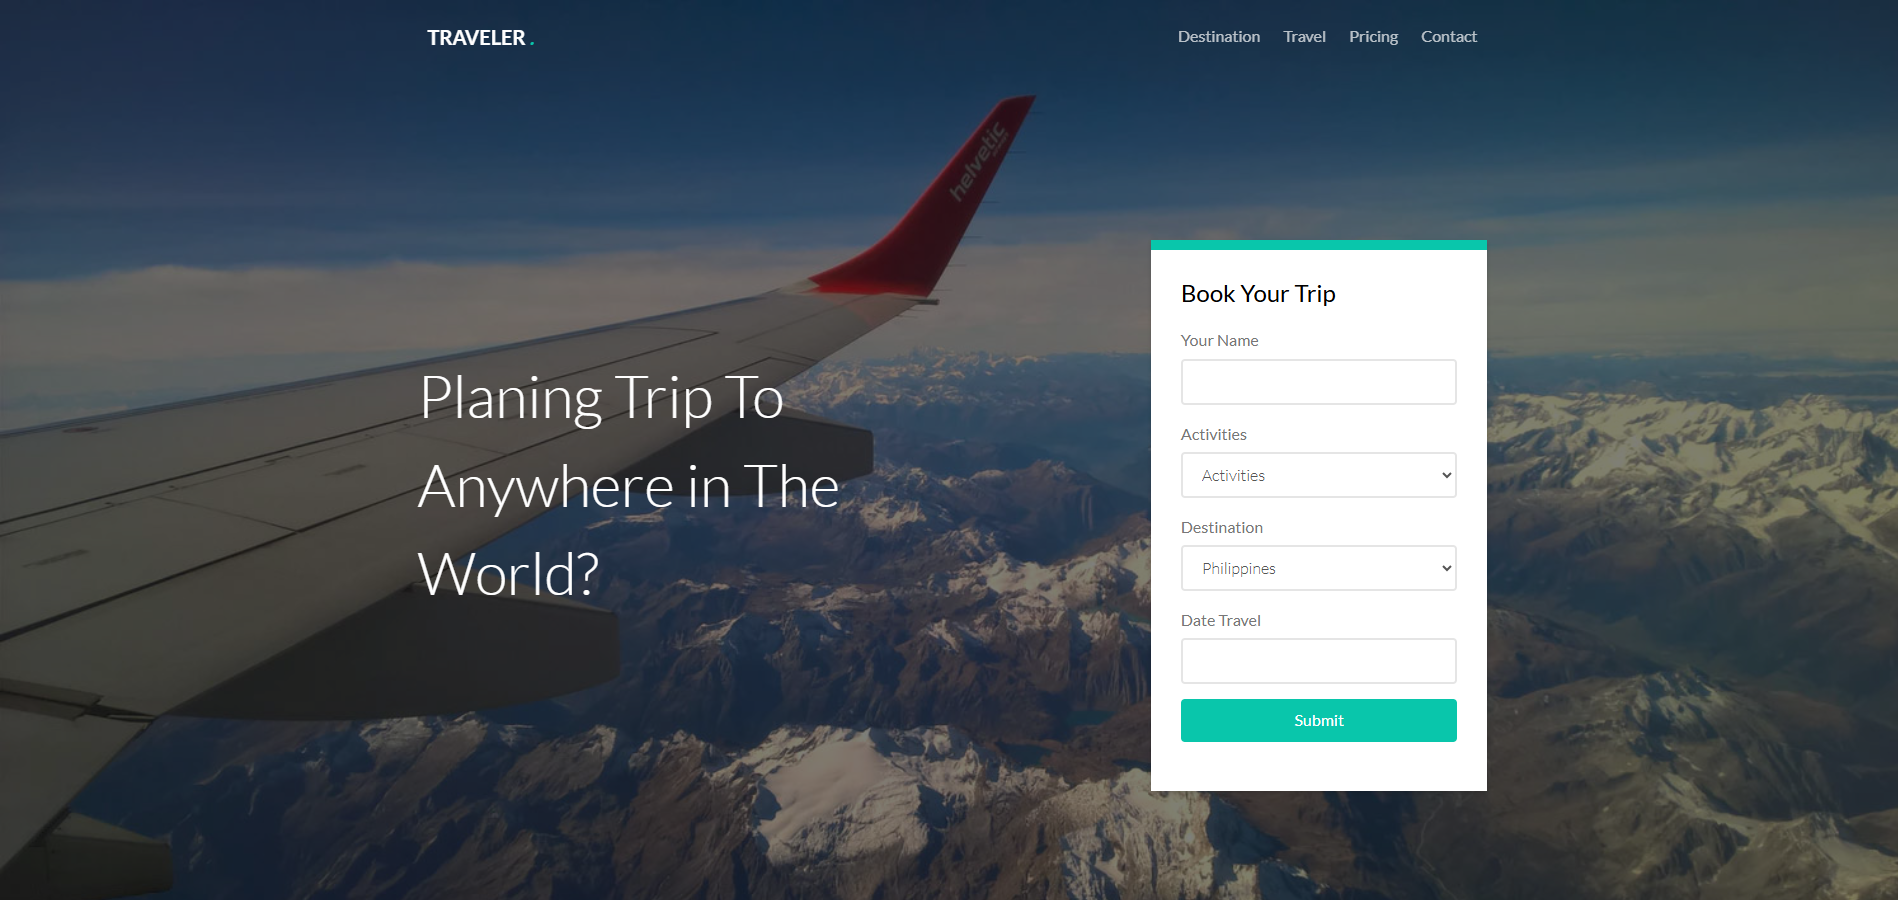 TRAVELER .
Destination Travel Pricing Contact
helvetic
Planing Trip To
Anywhere in The
World?
Book Your Trip
Your Name
Activities
Activities
Destination
Philippines
Date Travel
Submit